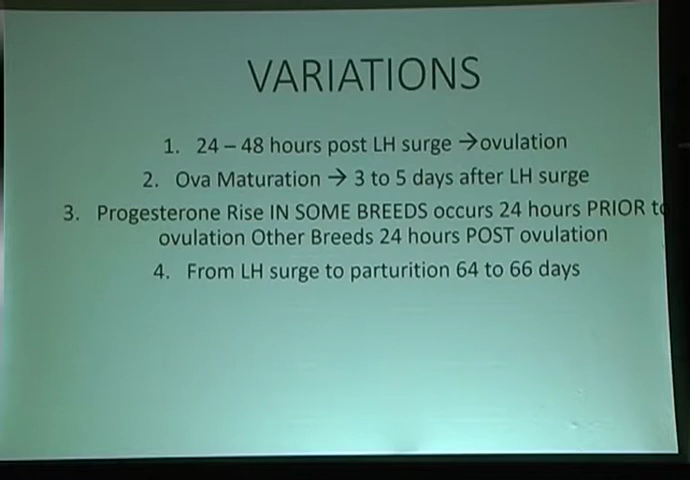 VARIATIONS
1. 24 – 48 hours post LH surge →ovulation
2. Ova Maturation → 3 to 5 days after LH surge
3. Progesterone Rise IN SOME BREEDS occurs 24 hours PRIOR to
ovulation Other Breeds 24 hours POST ovulation
4. From LH surge to parturition 64 to 66 days